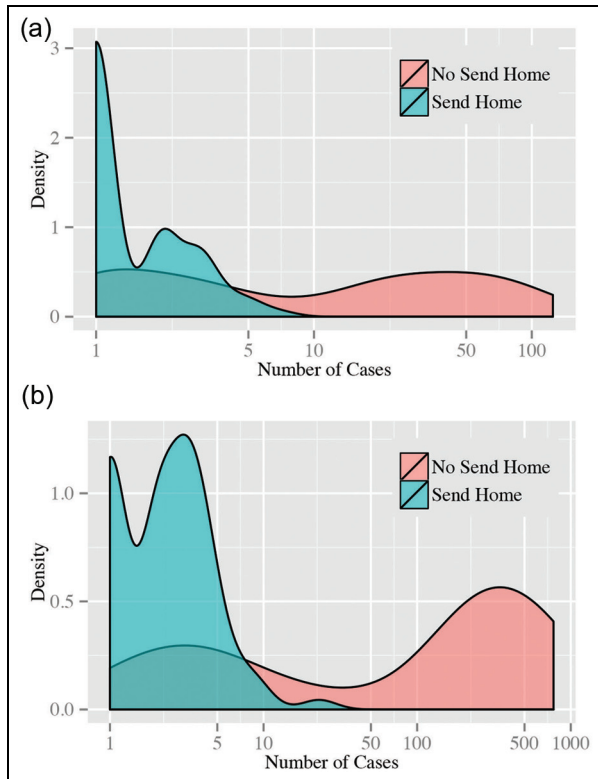 (a)
3
2
1
0
Density
No Send Home
Send Home
1 5 10 50 100
Number of Cases
(b)
1.0
0.5
0.0
Density
No Send Home
Send Home
1 5 10 50 100 500 1000
Number of Cases